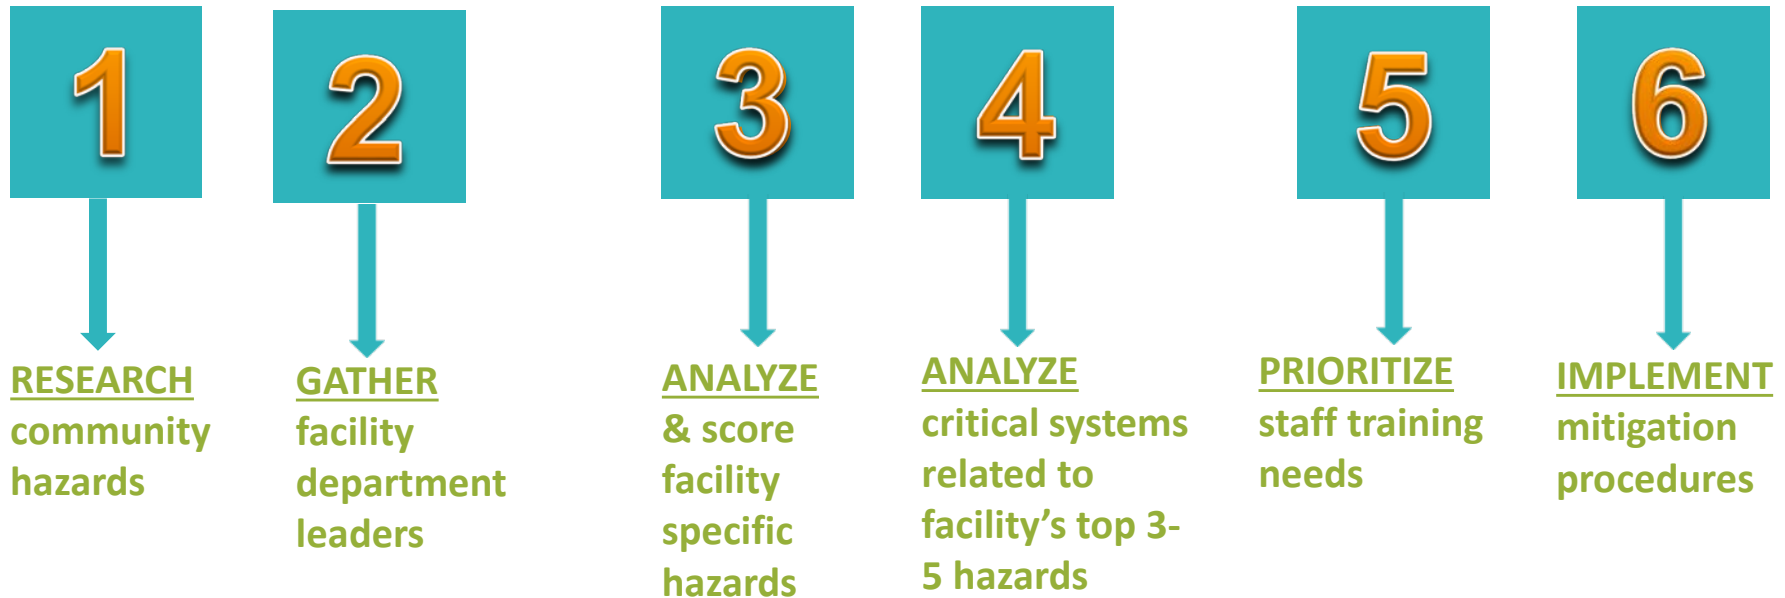 1
RESEARCH
community
hazards
2
GATHER
facility
department
leaders
3
ANALYZE
& score
facility
specific
hazards
4
ANALYZE
critical systems
related to
facility’s top 3-
5 hazards
5
PRIORITIZE
staff training
needs
6
IMPLEMENT
mitigation
procedures